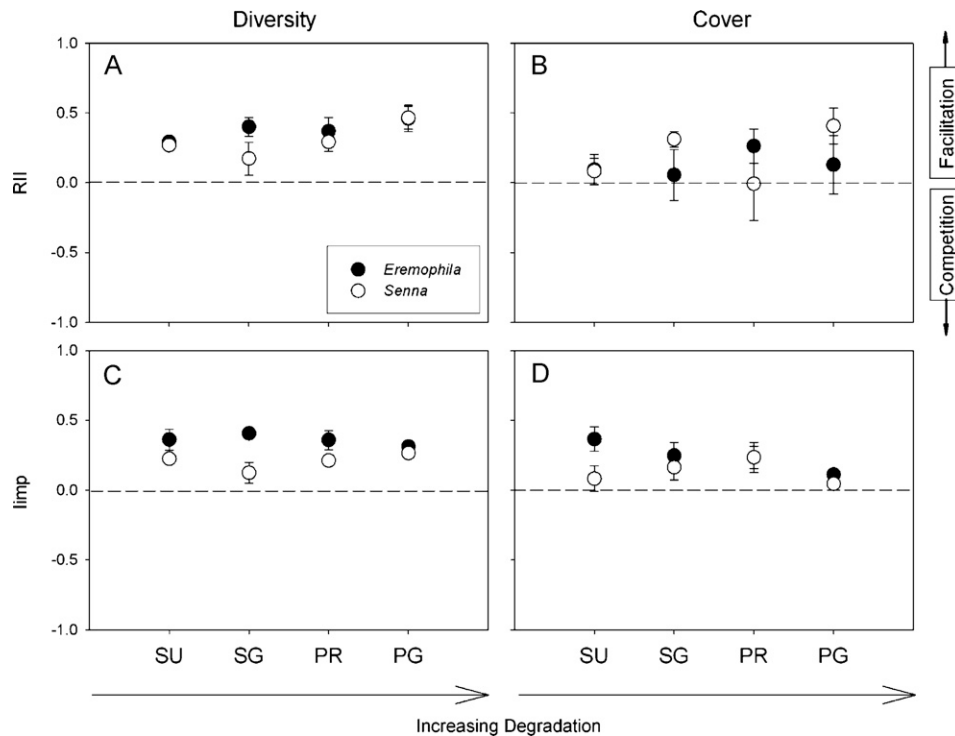 Diversity
Cover
1.0
0.5
0.0
-0.5
-1.0
RII
A
B
Eremophila
Senna
Facilitation
Competition
1.0
0.5
0.0
-0.5
-1.0
Iimp
C
D
SU SG PR PG
SU SG PR PG
Increasing Degradation